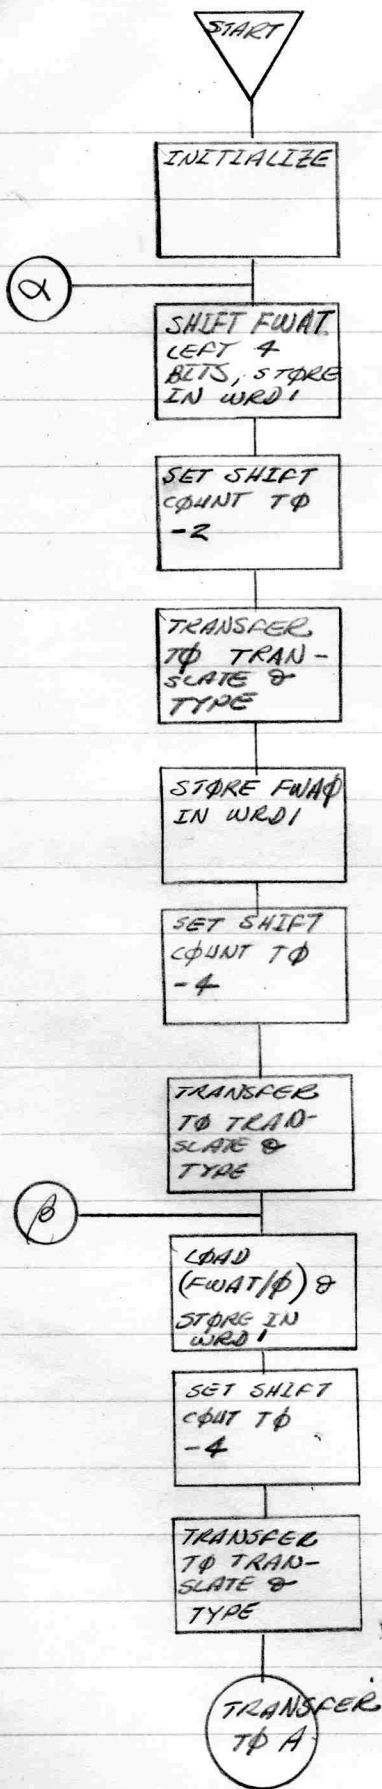 START
INITIALIZE
α
SHIFT FWAT
LEFT 4
BITS, STØRE
IN WRD1
SET SHIFT
CØUNT TØ
-2
TRANSFER
TØ TRAN-
SLATE &
TYPE
STØRE FWAØ
IN WRD1
SET SHIFT
CØUNT TØ
-4
TRANSFER
TØ TRAN-
SLATE &
TYPE
β
LØAD
(FWAT/Ø) &
STØRE IN
WRD1
SET SHIFT
CØUT TØ
-4
TRANSFER
TØ TRAN-
SLATE &
TYPE
TRANSFER
TØ A